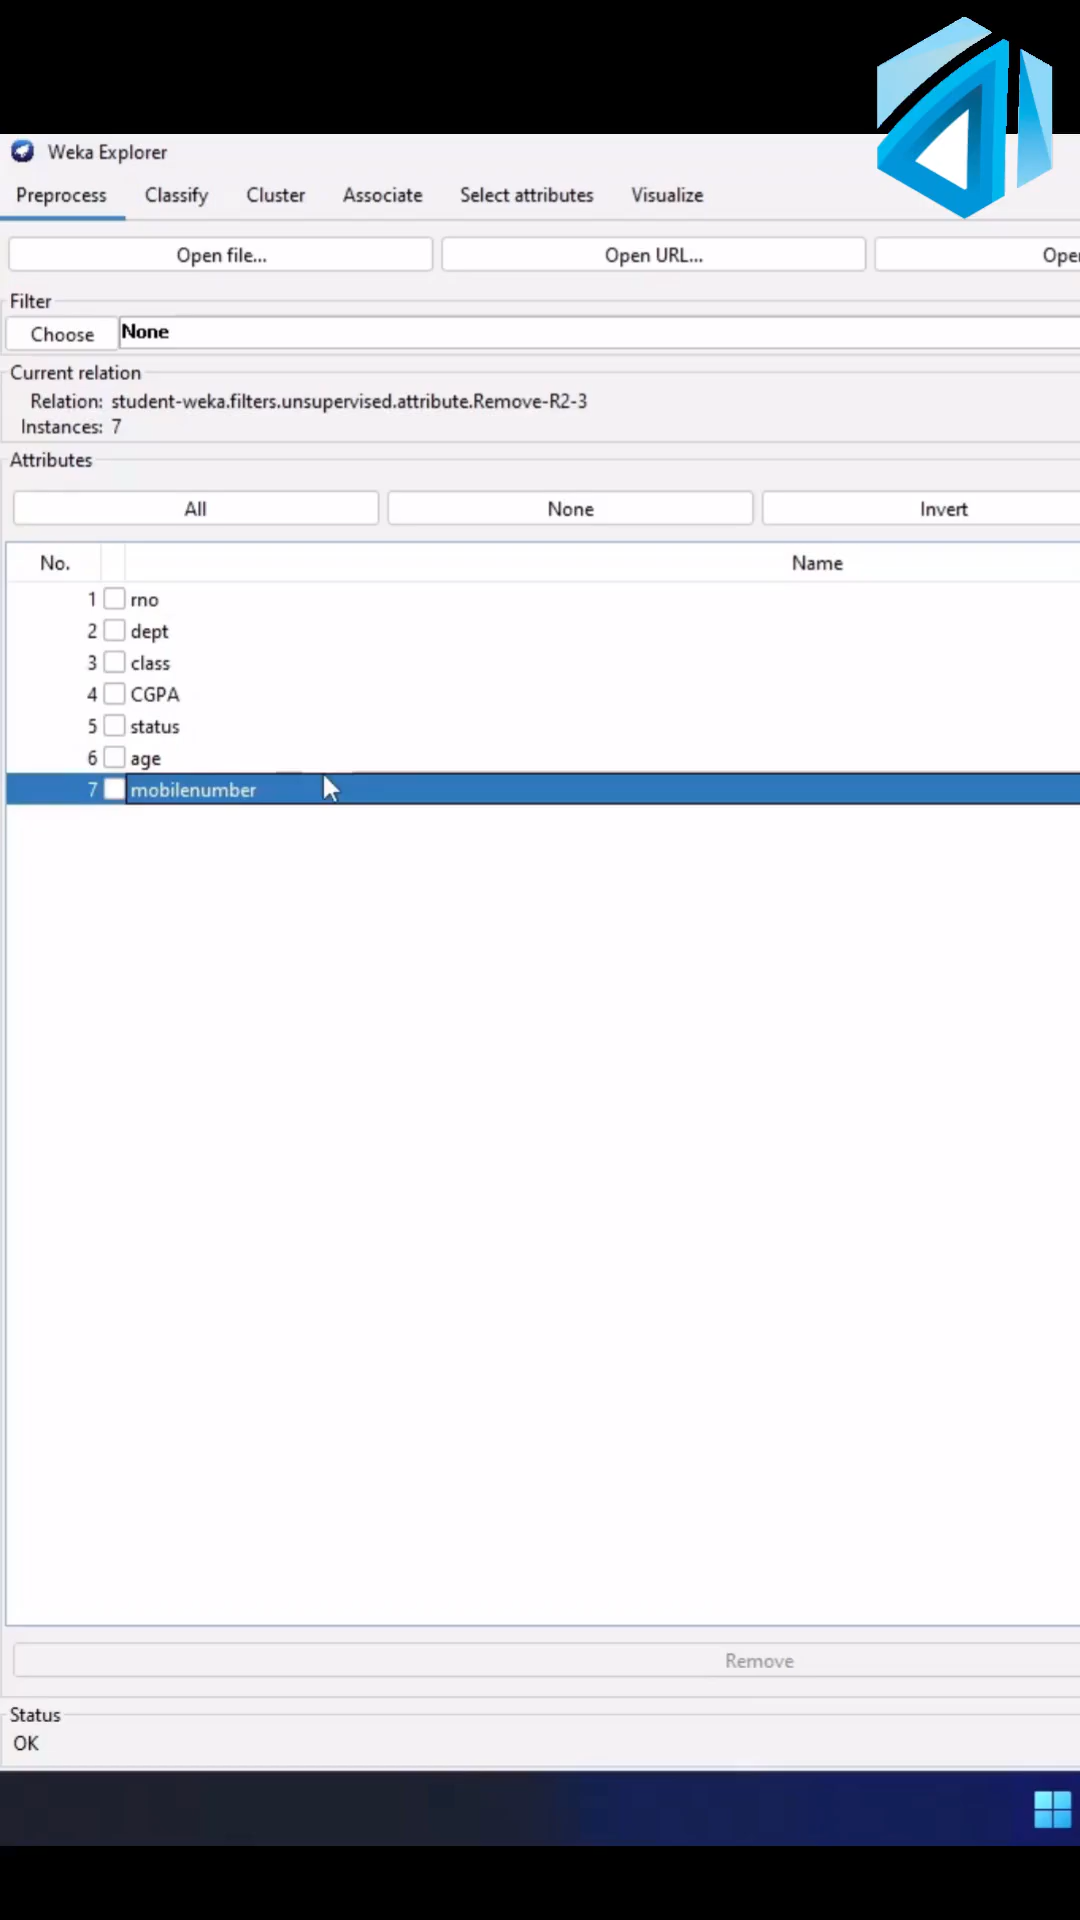 Weka Explorer
Preprocess Classify Cluster Associate Select attributes Visualize
Open file... Open URL... Ope
Filter
Choose None
Current relation
Relation: student-weka.filters.unsupervised.attribute.Remove-R2-3
Instances: 7
Attributes
All None Invert
No. Name
1 rno
2 dept
3 class
4 CGPA
5 status
6 age
7 mobilenumber
Remove
Status
OK